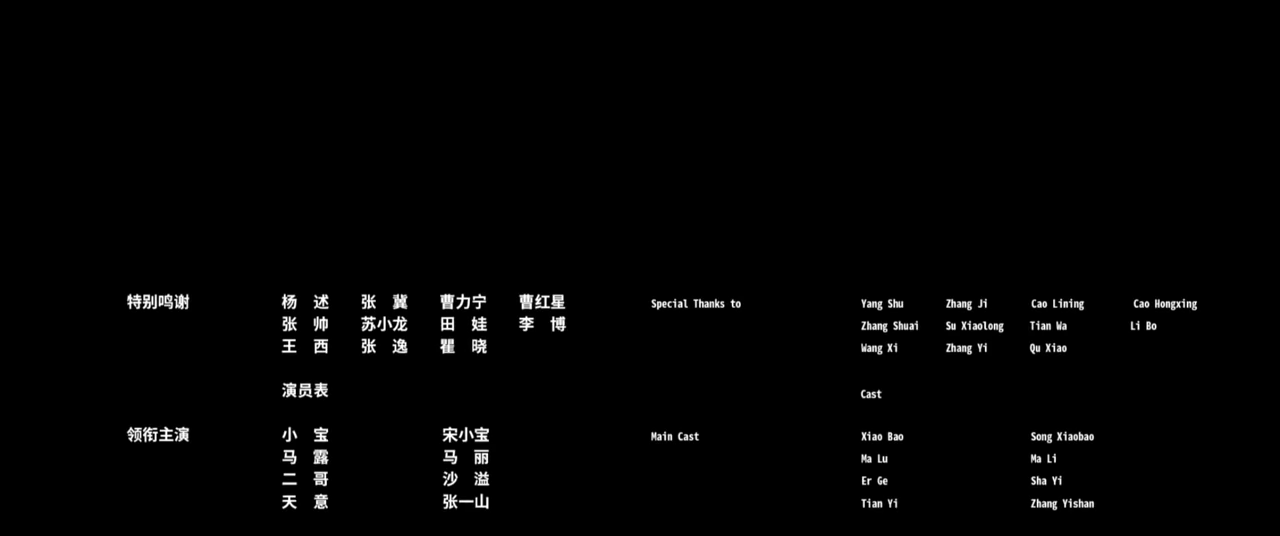 特别鸣谢 杨 述 张 冀 曹力宁 曹红星 Special Thanks to Yang Shu Zhang Ji Cao Lining Cao Hongxing
张 帅 苏小龙 田 娃 李 博 Zhang Shuai Su Xiaolong Tian Wa Li Bo
王 西 张 逸 瞿 晓 Wang Xi Zhang Yi Qu Xiao
演员表 Cast
领衔主演 小 宝 宋小宝 Main Cast Xiao Bao Song Xiaobao
马 露 马 丽 Ma Lu Ma Li
二 哥 沙 溢 Er Ge Sha Yi
天 意 张一山 Tian Yi Zhang Yishan